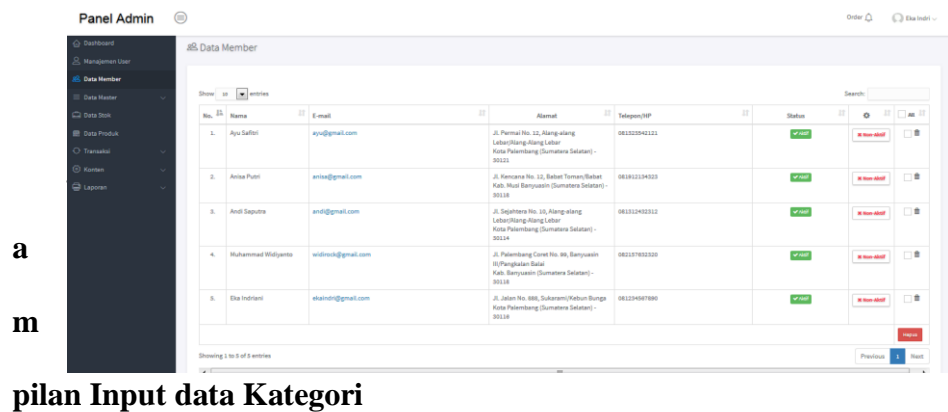 Panel Admin
Order
Eka Indri
Dashboard
Manajemen User
Data Member
Data Master
Data Stok
Data Produk
Transaksi
Konten
Laporan
Data Member
Show 10 entries
Search:
No. Nama E-mail Alamat Telepon/HP Status All
1. Ayu Safitri ayu@gmail.com Jl. Permai No. 12, Alang-alang 081323542121 Aktif Non-Aktif
Lebar/Alang-Alang Lebar
Kota Palembang (Sumatera Selatan) -
30121
2. Anisa Putri anisa@gmail.com Jl. Kencana No. 12, Babat Toman/Babat 081912134323 Aktif Non-Aktif
Kab. Musi Banyuasin (Sumatera Selatan) -
30118
3. Andi Saputra andi@gmail.com Jl. Sejahtera No. 10, Alang-alang 081312432312 Aktif Non-Aktif
Lebar/Alang-Alang Lebar
Kota Palembang (Sumatera Selatan) -
30114
4. Muhammad Widiyanto widirock@gmail.com Jl. Palembang Coret No. 99, Banyuasin 082137832320 Aktif Non-Aktif
III/Pangkalan Balai
Kab. Banyuasin (Sumatera Selatan) -
30118
5. Eka Indriani ekaindri@gmail.com Jl. Jalan No. 888, Sukarami/Kebun Bunga 081234567890 Aktif Non-Aktif
Kota Palembang (Sumatera Selatan) -
30119
Hapus
Showing 1 to 5 of 5 entries
Previous 1 Next
a
m
pilan Input data Kategori